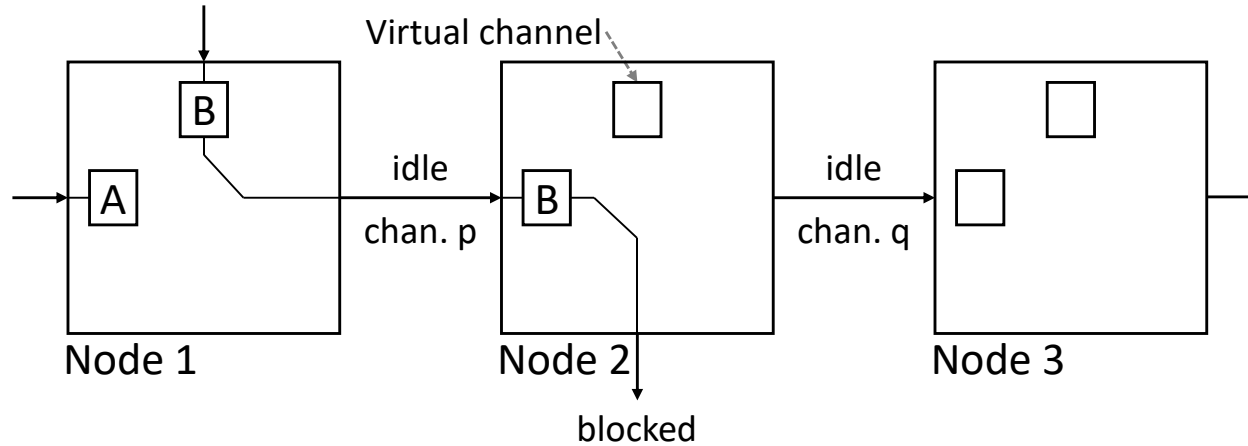 Virtual channel
B
A
idle
chan. p
B
idle
chan. q
Node 1
Node 2
Node 3
blocked